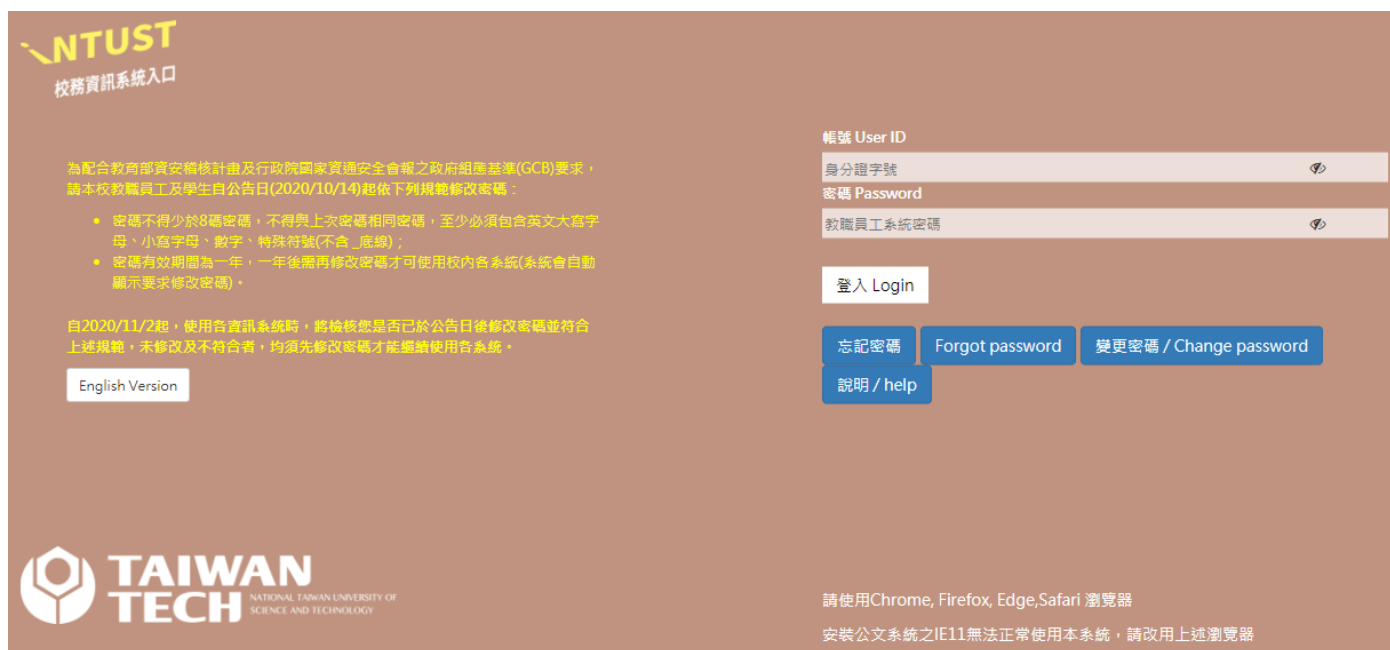 NTUST
校務資訊系統入口
為配合教育部資安稽核計畫及行政院國家資通安全會報之政府組態基準(GCB)要求，
請本校教職員工及學生自公告日(2020/10/14)起依下列規範修改密碼：
• 密碼不得少於8碼密碼，不得與上次密碼相同密碼，至少必須包含英文大寫字
母、小寫字母、數字、特殊符號(不含 _底線)；
• 密碼有效期間為一年，一年後需再修改密碼才可使用校內各系統(系統會自動
顯示要求修改密碼)。
自2020/11/2起，使用各資訊系統時，將檢核您是否已於公告日後修改密碼並符合
上述規範，未修改及不符合者，均須先修改密碼才能繼續使用各系統。
English Version
帳號 User ID
身分證字號
密碼 Password
教職員工系統密碼
登入 Login
忘記密碼 Forgot password 變更密碼 / Change password
說明 / help
TAIWAN
TECH
NATIONAL TAIWAN UNIVERSITY OF
SCIENCE AND TECHNOLOGY
請使用Chrome, Firefox, Edge,Safari 瀏覽器
安裝公文系統之IE11無法正常使用本系統，請改用上述瀏覽器